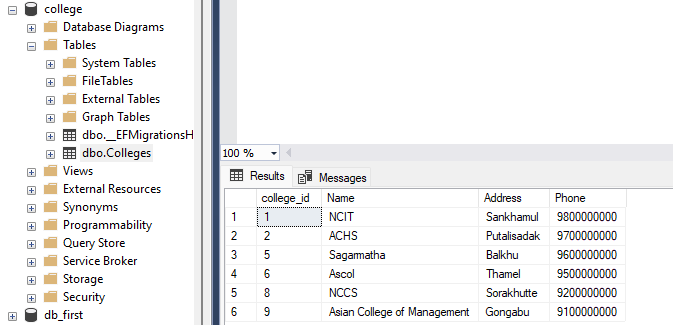 college
Database Diagrams
Tables
System Tables
FileTables
External Tables
Graph Tables
dbo.__EFMigrationsH
dbo.Colleges
Views
External Resources
Synonyms
Programmability
Query Store
Service Broker
Storage
Security
db_first
100 %
Results Messages
college_id Name Address Phone
1 1 NCIT Sankhamul 9800000000
2 2 ACHS Putalisadak 9700000000
3 5 Sagarmatha Balkhu 9600000000
4 6 Ascol Thamel 9500000000
5 8 NCCS Sorakhutte 9200000000
6 9 Asian College of Management Gongabu 9100000000